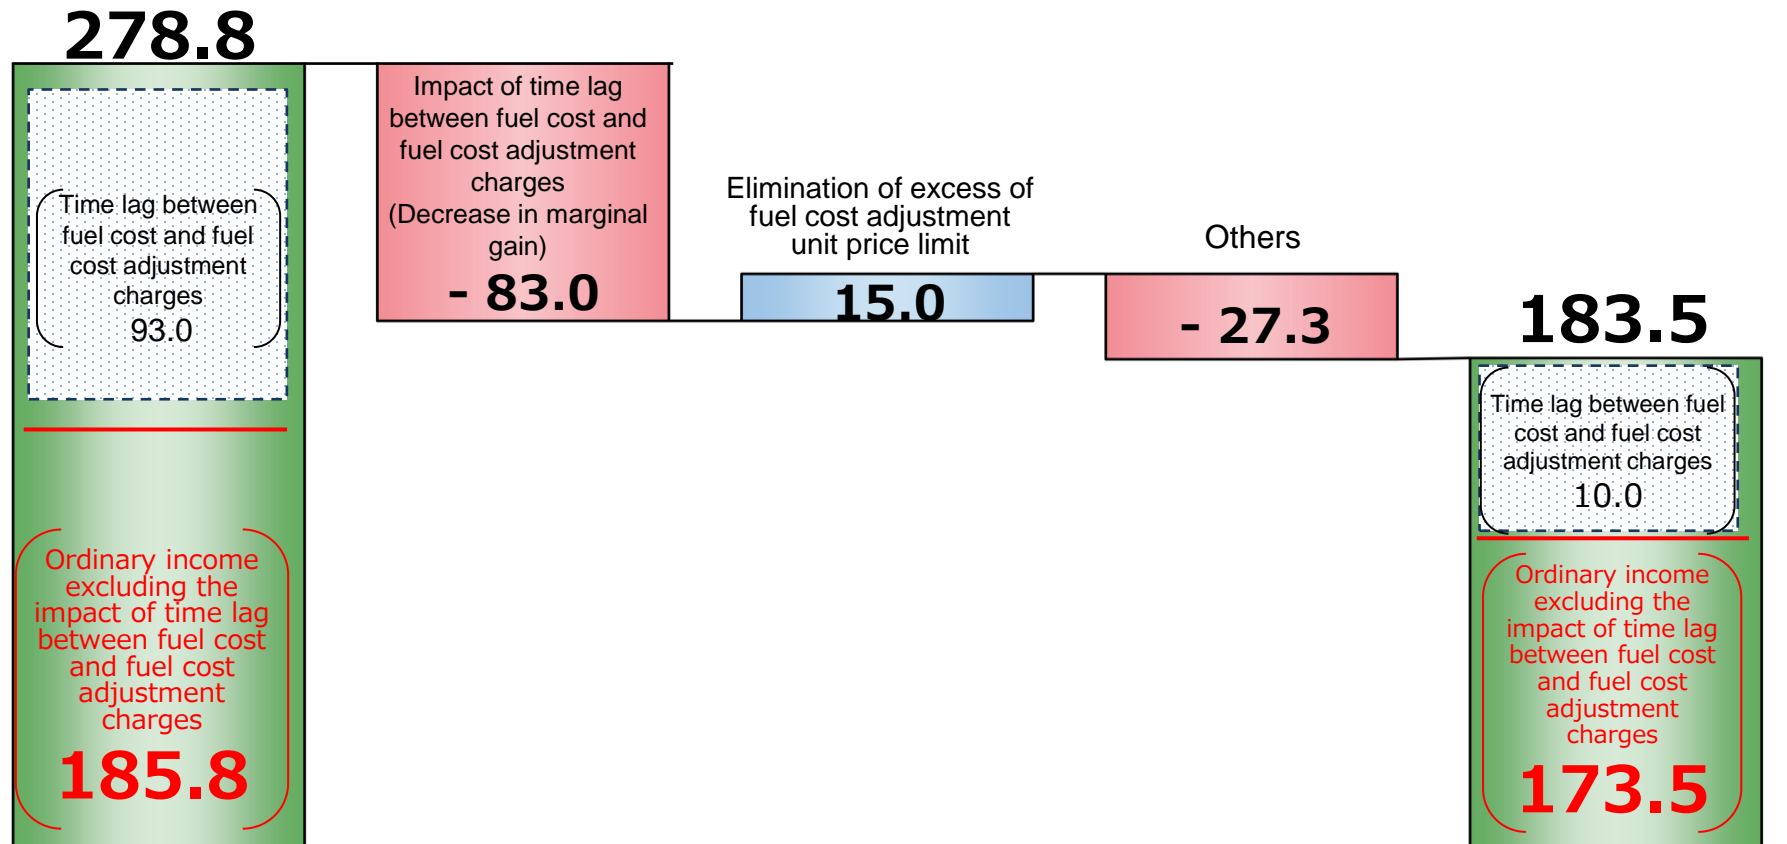 278.8
Time lag between
fuel cost and fuel
cost adjustment
charges
93.0
Ordinary income
excluding the
impact of time lag
between fuel cost
and fuel cost
adjustment
charges
185.8
Impact of time lag
between fuel cost and
fuel cost adjustment
charges
(Decrease in marginal
gain)
- 83.0
Elimination of excess of
fuel cost adjustment
unit price limit
15.0
Others
- 27.3
183.5
Time lag between fuel
cost and fuel cost
adjustment charges
10.0
Ordinary income
excluding the
impact of time lag
between fuel cost
and fuel cost
adjustment
charges
173.5